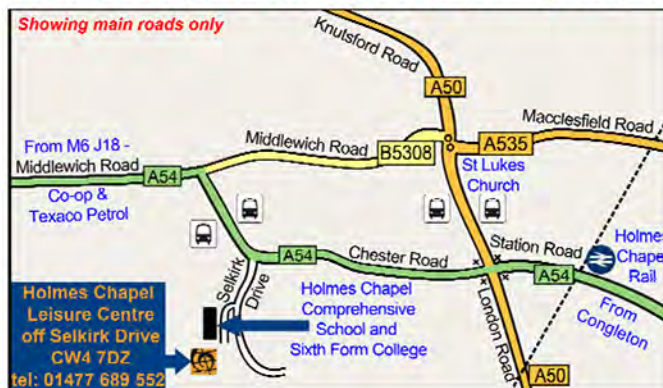 Showing main roads only
Knutsford Road
A50
Macclesfield Road
Middlewich Road
B5308
A535
From M6 J18 -
Middlewich Road
A54
St Lukes
Church
Co-op &
Texaco Petrol
A54
Chester Road
Station Road
A54
Holmes
Chapel
Rail
Selkirk
Drive
Holmes Chapel
Comprehensive
School and
Sixth Form College
London Road
From
Congleton
A50
Holmes Chapel
Leisure Centre
off Selkirk Drive
CW4 7DZ
tel: 01477 689 552